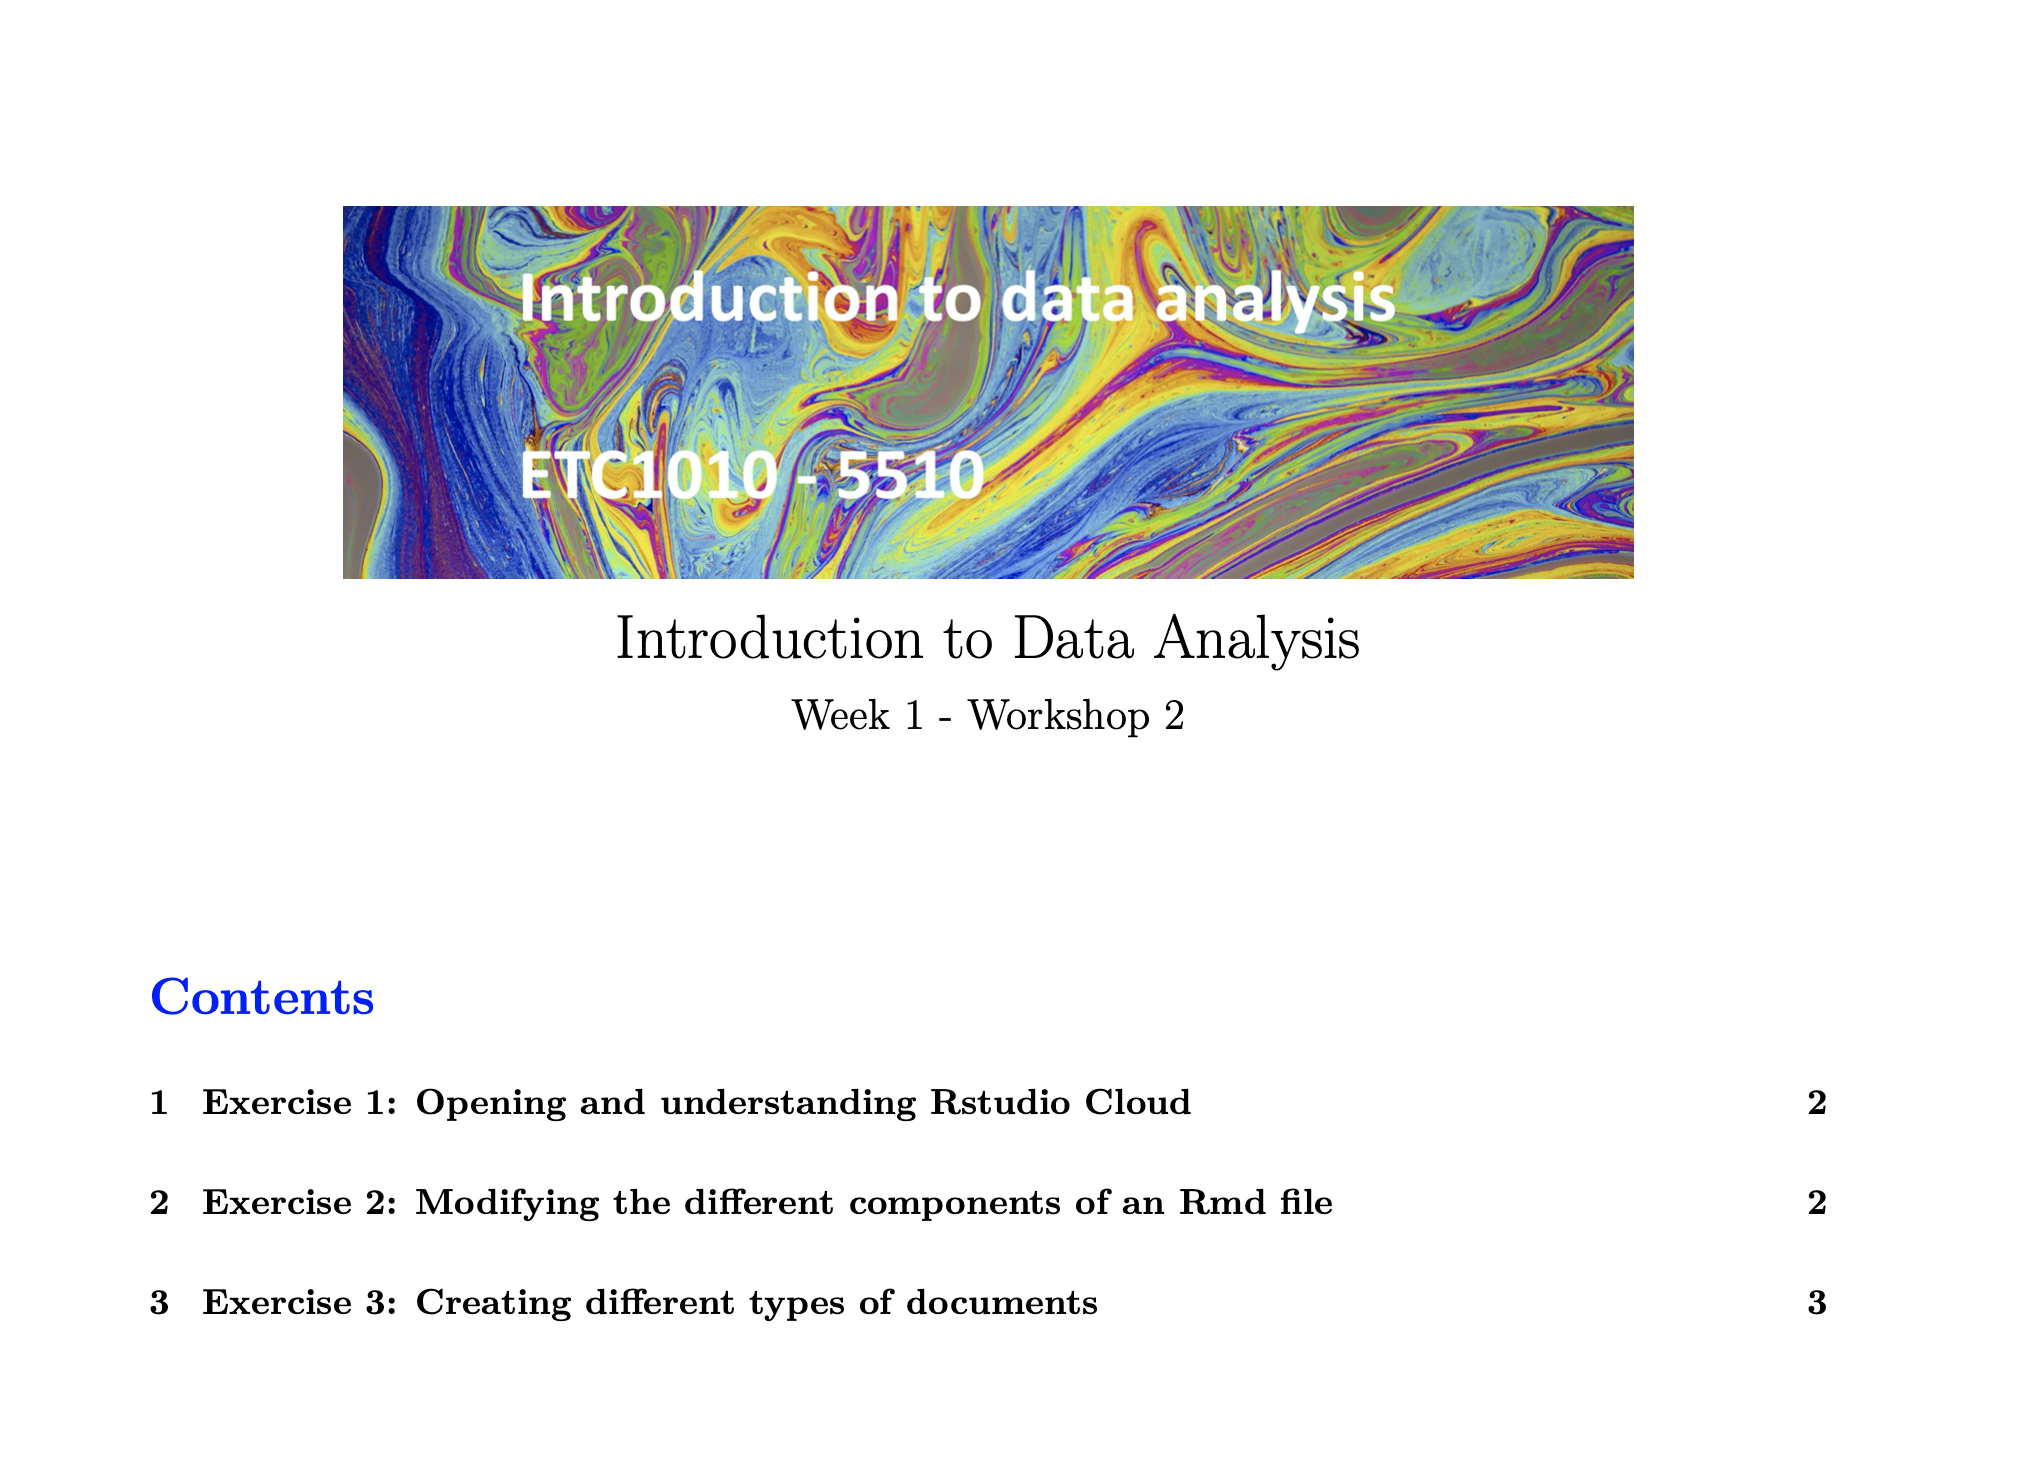 Introduction to data analysis
ETC1010 - 5510
Introduction to Data Analysis
Week 1 - Workshop 2
Contents
1 Exercise 1: Opening and understanding Rstudio Cloud 2
2 Exercise 2: Modifying the different components of an Rmd file 2
3 Exercise 3: Creating different types of documents 3